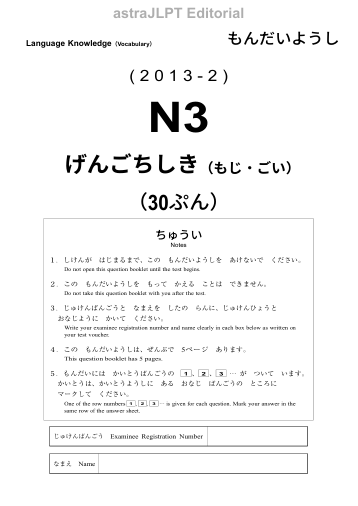 astraJLPT Editorial
Language Knowledge (Vocabulary)
もんだいようし
(2013-2)
N3
げんごちしき（もじ・ごい）
（30ぷん）
ちゅうい
Notes
1. しけんが はじまるまで、この もんだいようしを あけないで ください。
Do not open this question booklet until the test begins.
2. この もんだいようしを もって かえる ことは できません。
Do not take this question booklet with you after the test.
3. じゅけんばんごうと なまえを したの らんに、じゅけんひょうと
おなじように かいて ください。
Write your examinee registration number and name clearly in each box below as written on
your test voucher.
4. この もんだいようしは、ぜんぶで 5ページ あります。
This question booklet has 5 pages.
5. もんだいには かいとうばんごうの 1、2、3 … が ついて います。
かいとうは、かいとうようしに ある おなじ ばんごうの ところに
マークして ください。
One of the row numbers 1, 2, 3 … is given for each question. Mark your answer in the
same row of the answer sheet.
じゅけんばんごう Examinee Registration Number
なまえ Name